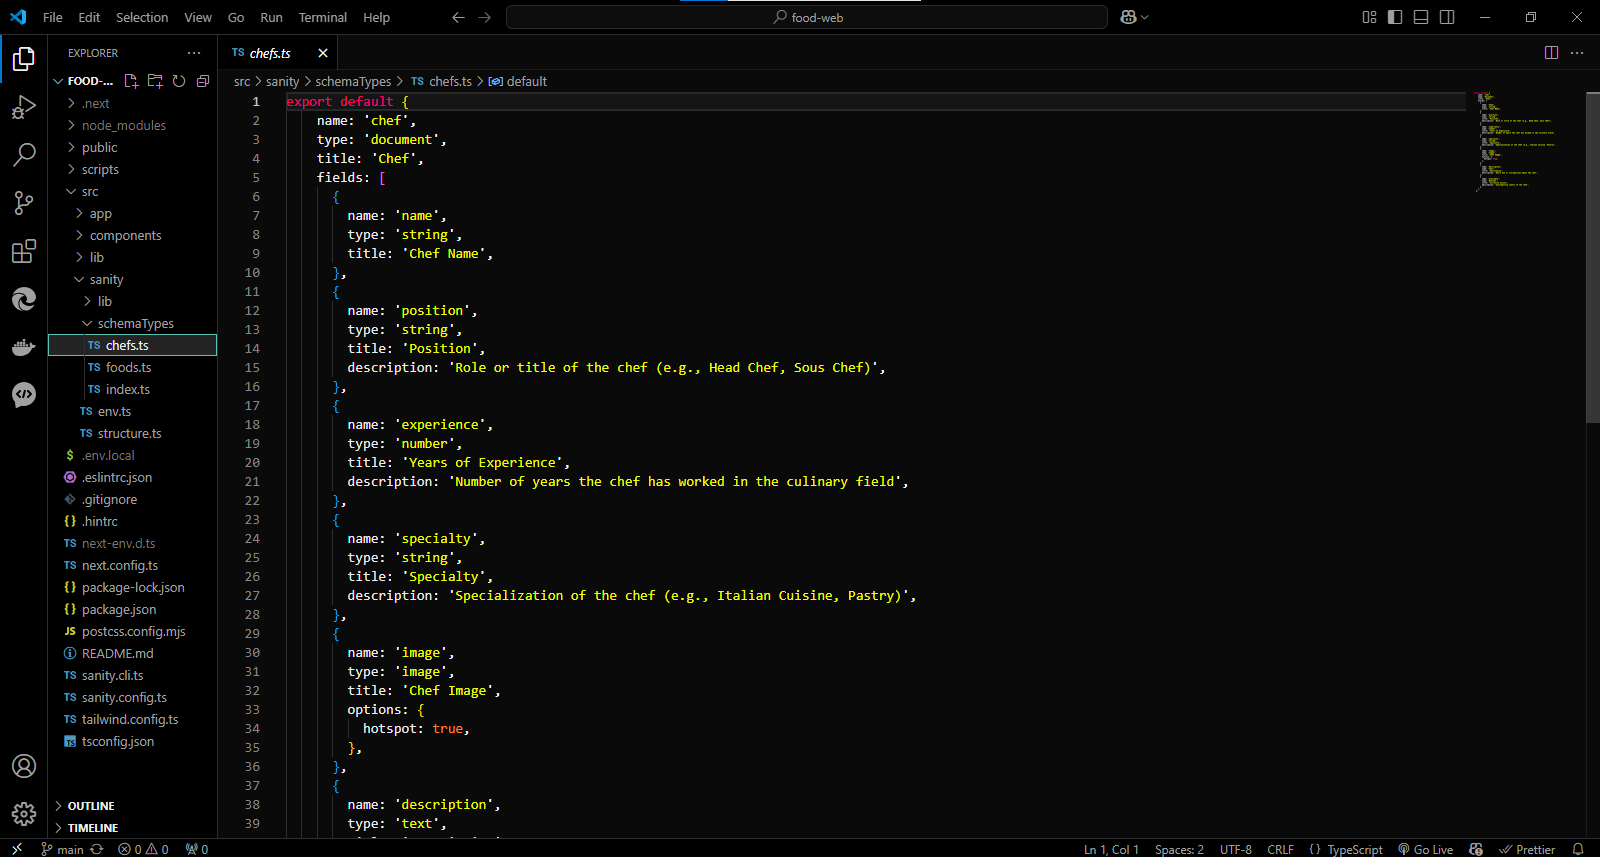 File Edit Selection View Go Run Terminal Help
food-web
EXPLORER
FOOD-...
.next
node_modules
public
scripts
src
app
components
lib
sanity
lib
schemaTypes
TS chefs.ts
TS foods.ts
TS index.ts
TS env.ts
TS structure.ts
$ .env.local
.eslintrc.json
.gitignore
{} .hintrc
TS next-env.d.ts
TS next.config.ts
{} package-lock.json
{} package.json
JS postcss.config.mjs
README.md
TS sanity.cli.ts
TS sanity.config.ts
TS tailwind.config.ts
TS tsconfig.json
OUTLINE
TIMELINE
TS chefs.ts
src > sanity > schemaTypes > TS chefs.ts > default
1 export default {
2 name: 'chef',
3 type: 'document',
4 title: 'Chef',
5 fields: [
6 {
7 name: 'name',
8 type: 'string',
9 title: 'Chef Name',
10 },
11 {
12 name: 'position',
13 type: 'string',
14 title: 'Position',
15 description: 'Role or title of the chef (e.g., Head Chef, Sous Chef)',
16 },
17 {
18 name: 'experience',
19 type: 'number',
20 title: 'Years of Experience',
21 description: 'Number of years the chef has worked in the culinary field',
22 },
23 {
24 name: 'specialty',
25 type: 'string',
26 title: 'Specialty',
27 description: 'Specialization of the chef (e.g., Italian Cuisine, Pastry)',
28 },
29 {
30 name: 'image',
31 type: 'image',
32 title: 'Chef Image',
33 options: {
34 hotspot: true,
35 },
36 },
37 {
38 name: 'description',
39 type: 'text',
main 0 0 0 Ln 1, Col 1 Spaces: 2 UTF-8 CRLF {} TypeScript Go Live Prettier